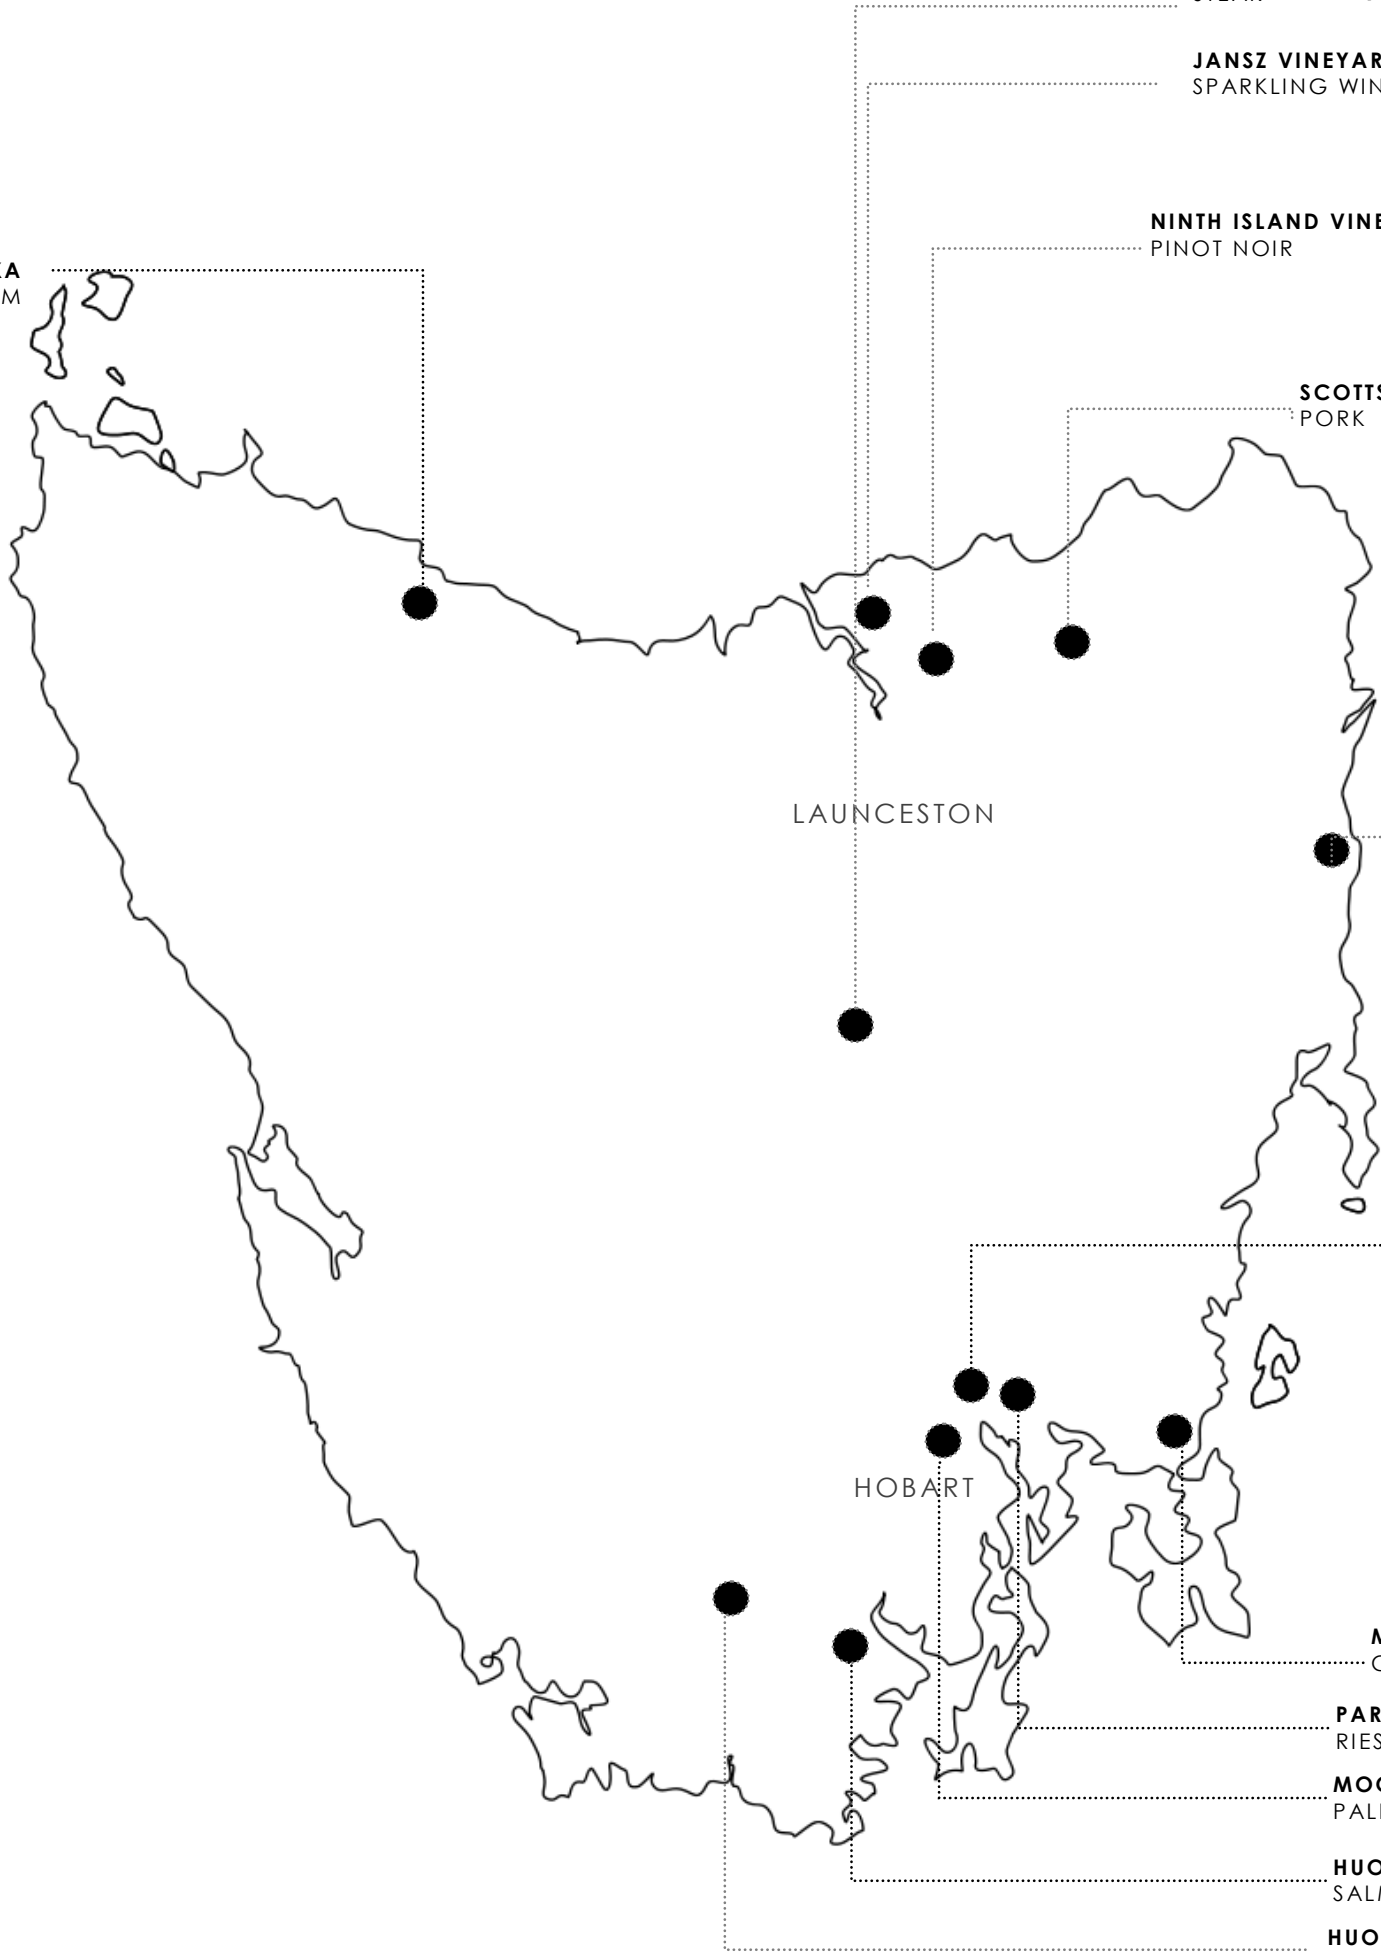 JANSZ VINEYAR
SPARKLING WIN
NINTH ISLAND VINE
PINOT NOIR
KA
M
SCOTTS
PORK
LAUNCESTON
HOBART
PAR
RIES
MOO
PAL
HUO
SAL
HUO